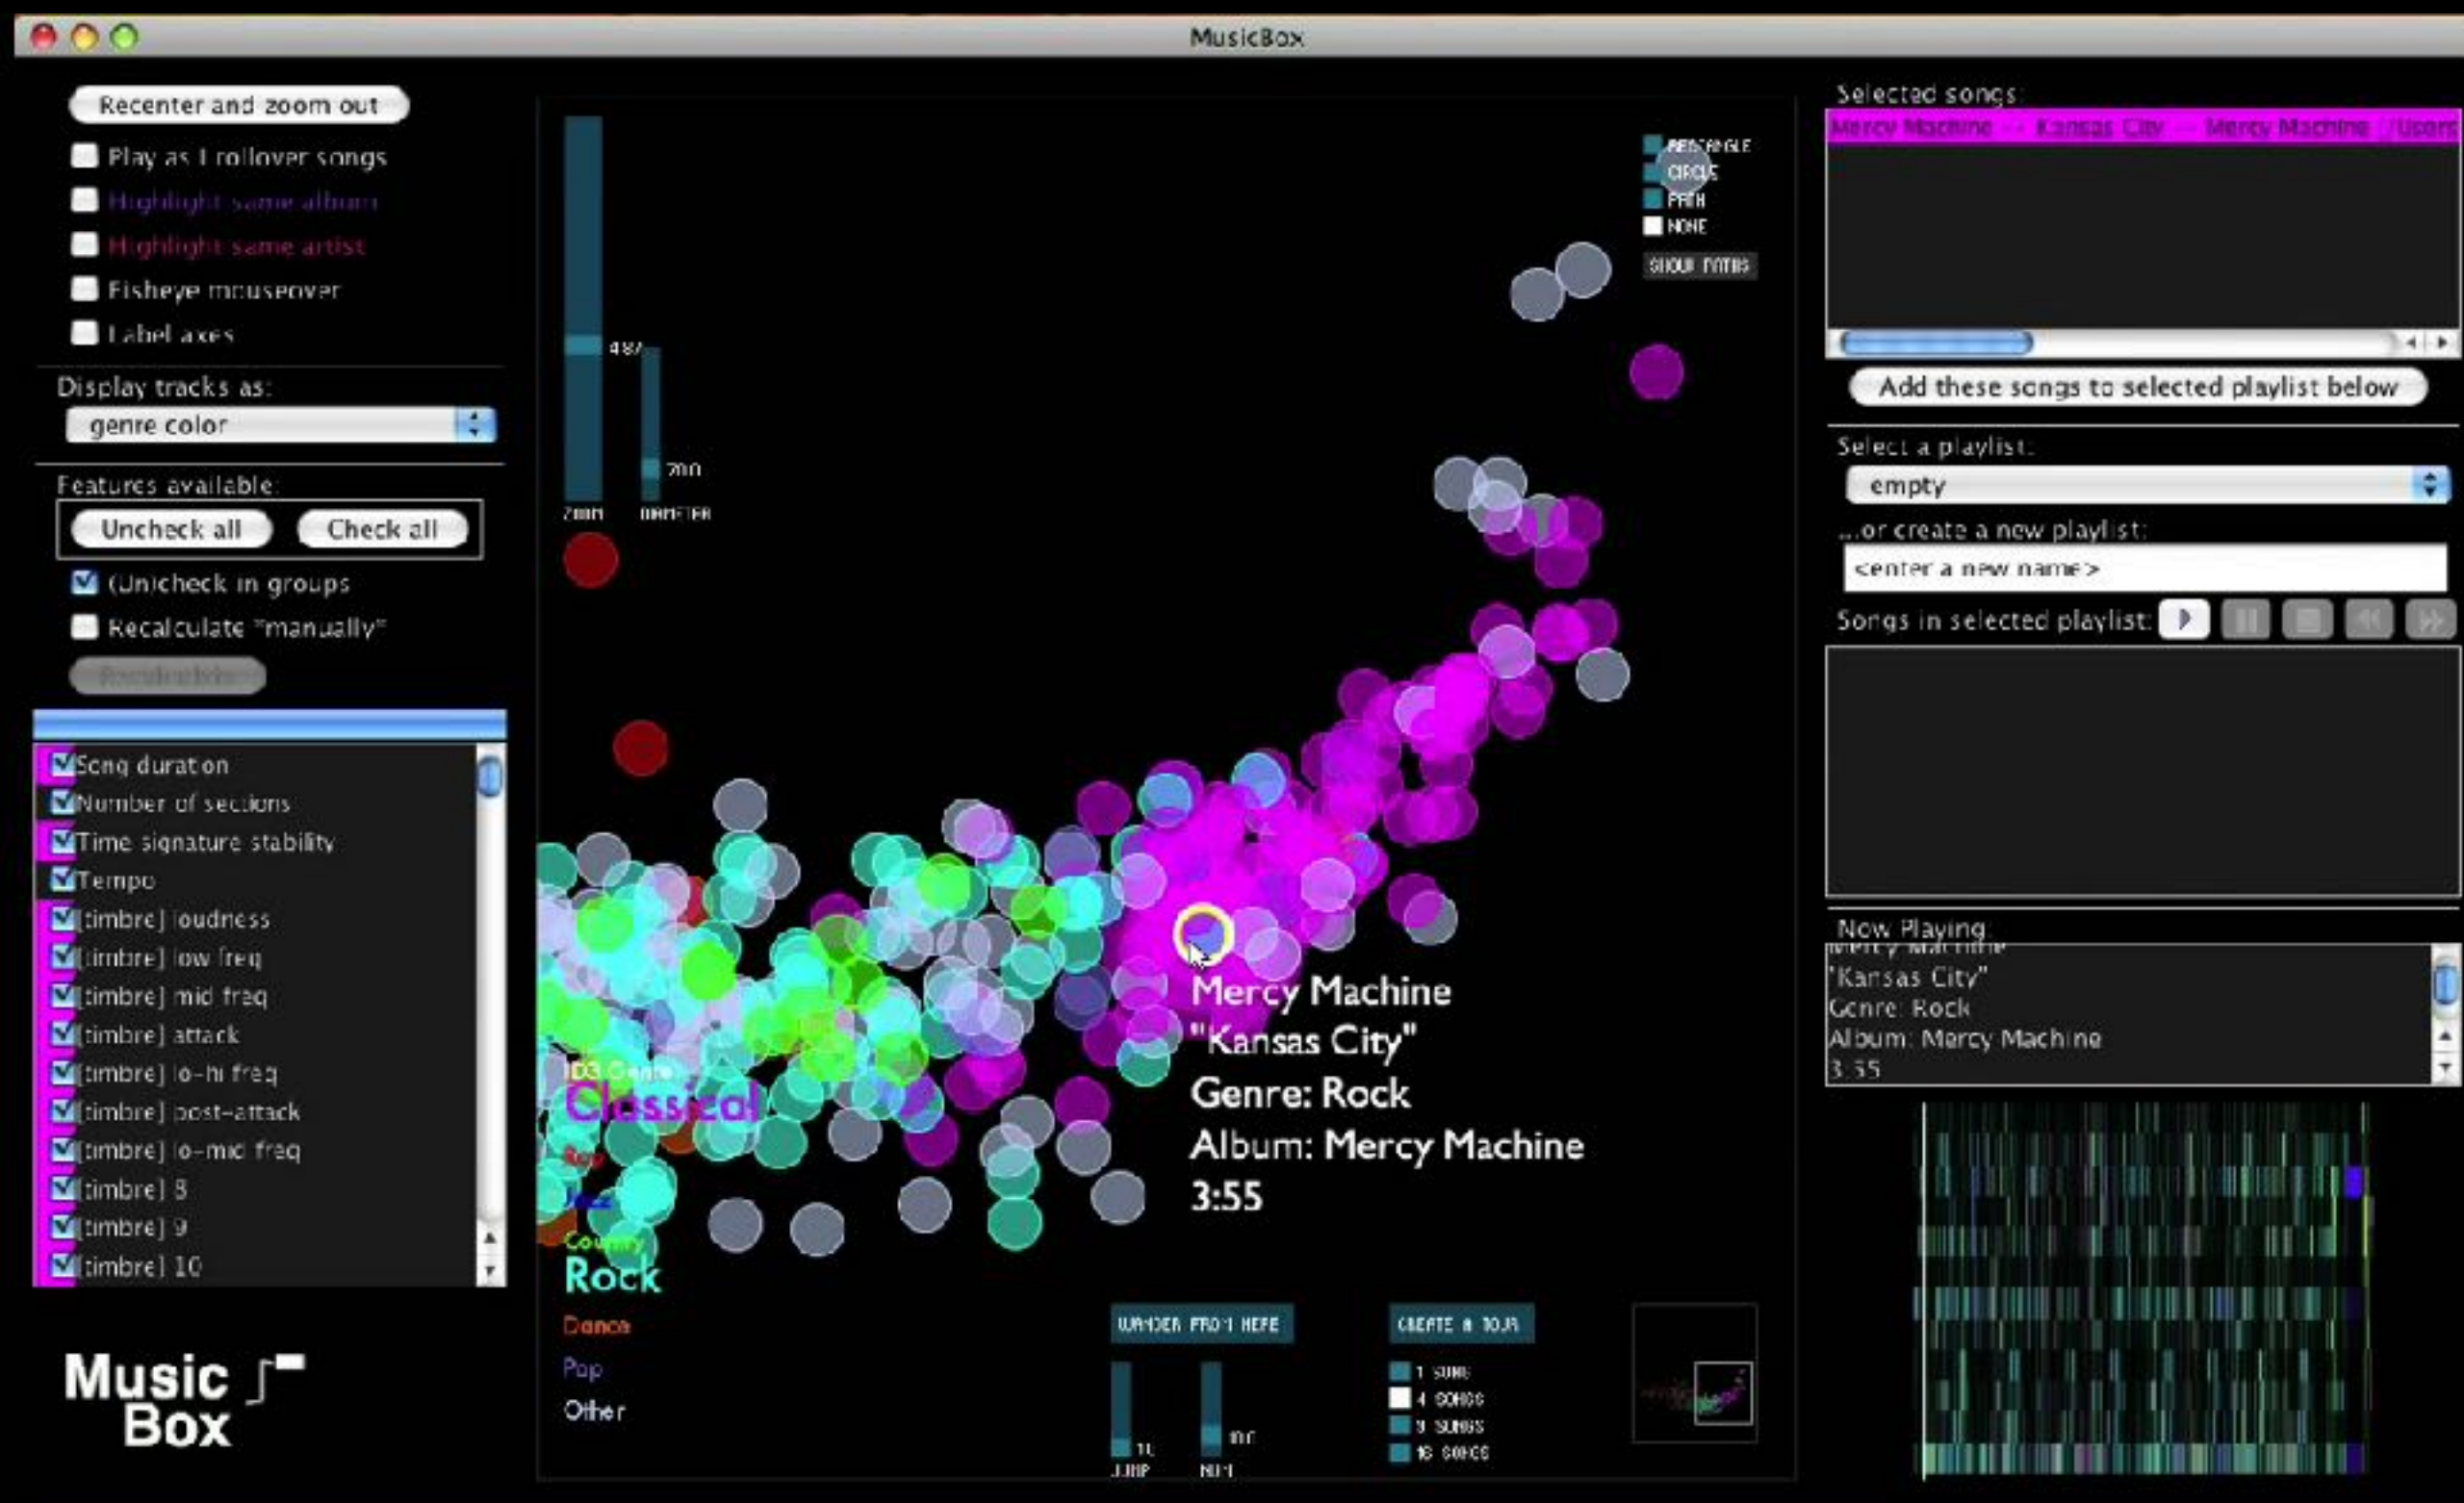 MusicBox
Recenter and zoom out
Play as I rollover songs
Highlight same album
Highlight same artist
Fisheye mouseover
Label axes
Display tracks as:
genre color
Features available:
Uncheck all
Check all
(Un)check in groups
Recalculate "manually"
Song duration
Number of sections
Time signature stability
Tempo
[timbre] loudness
[timbre] low freq
[timbre] mid freq
[timbre] attack
[timbre] lo-hi freq
[timbre] post-attack
[timbre] lo-mid freq
[timbre] 8
[timbre] 9
[timbre] 10
Music
Box
ZOOM
DIAMETER
RECTANGLE
CIRCLE
PATH
NONE
SHOW PATHS
Mercy Machine
"Kansas City"
Genre: Rock
Album: Mercy Machine
3:55
ID3 Genre
Classical
Rap
Jazz
Country
Rock
Dance
Pop
Other
WANDER FROM HERE
JUMP
CREATE A TOUR
1 SONG
4 SONGS
9 SONGS
16 SONGS
Selected songs:
Mercy Machine -- Kansas City -- Mercy Machine (/Users
Add these songs to selected playlist below
Select a playlist:
empty
...or create a new playlist:
<enter a new name>
Songs in selected playlist:
Now Playing:
Mercy Machine
"Kansas City"
Genre: Rock
Album: Mercy Machine
3:55